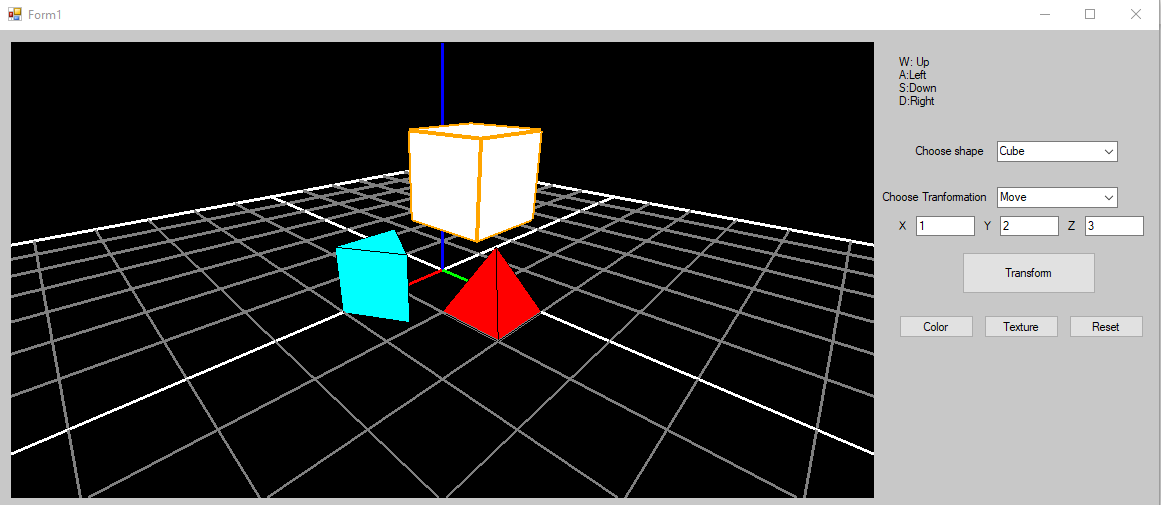 Form1
W: Up
A:Left
S:Down
D:Right
Choose shape Cube
Choose Tranformation Move
X 1 Y 2 Z 3
Transform
Color Texture Reset